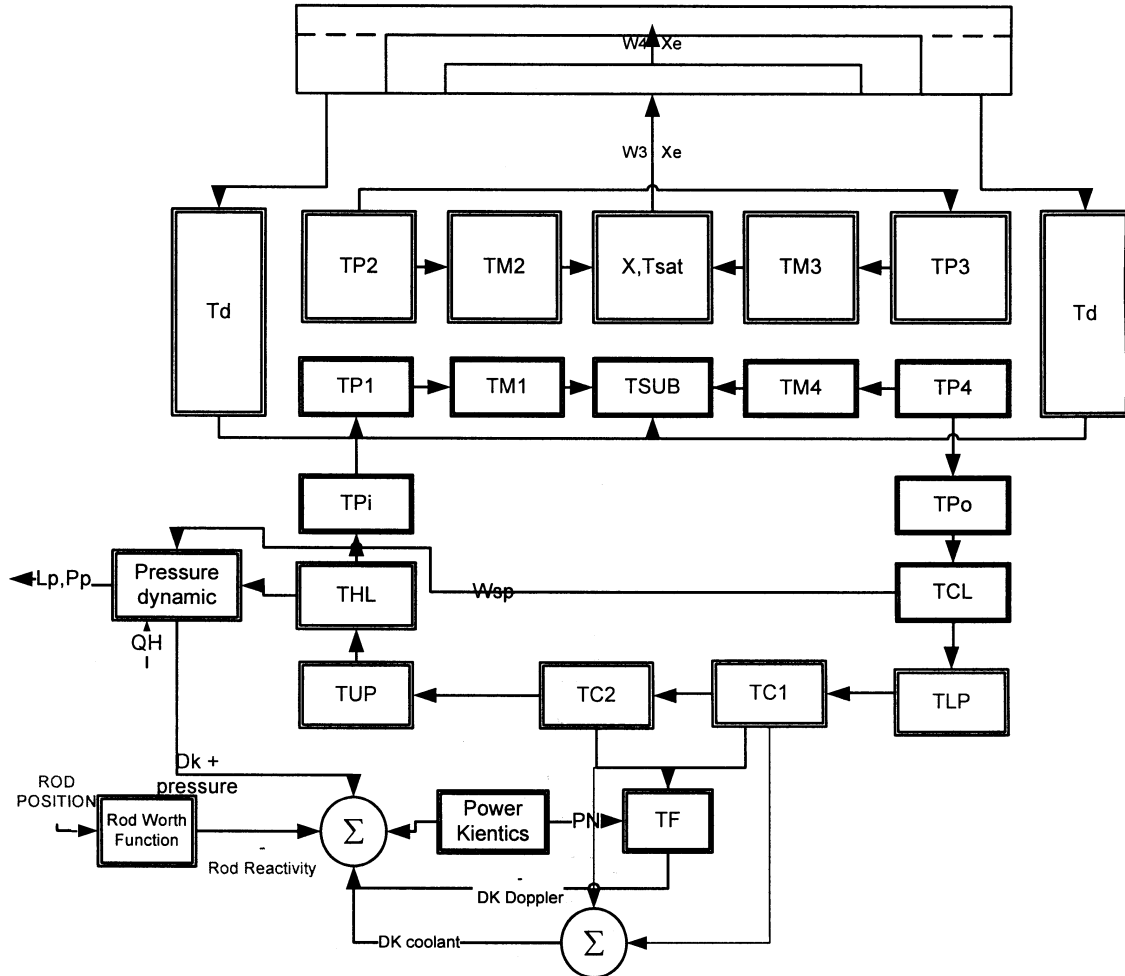 W4 Xe
W3 Xe
Td
TP2
TM2
X,Tsat
TM3
TP3
Td
TP1
TM1
TSUB
TM4
TP4
TPi
TPo
Lp,Pp
Pressure
dynamic
THL
Wsp
TCL
QH
TUP
TC2
TC1
TLP
Dk +
pressure
ROD
POSITION
Rod Worth
Function
-
Rod Reactivity
Σ
Power
Kientics
PN
TF
-
DK Doppler
DK coolant
Σ